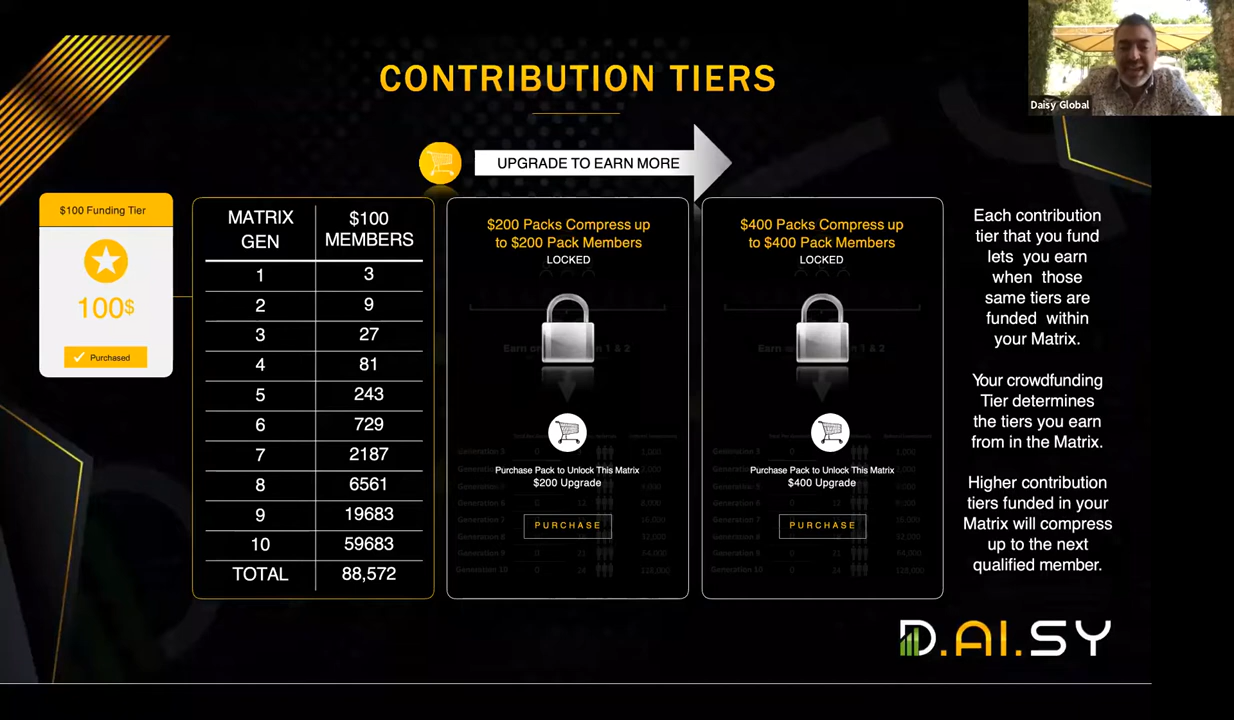 CONTRIBUTION TIERS
Daisy Global
UPGRADE TO EARN MORE
$100 Funding Tier
100$
Purchased
MATRIX GEN $100 MEMBERS
1 3
2 9
3 27
4 81
5 243
6 729
7 2187
8 6561
9 19683
10 59683
TOTAL 88,572
$200 Packs Compress up
to $200 Pack Members
LOCKED
Purchase Pack to Unlock This Matrix
$200 Upgrade
PURCHASE
$400 Packs Compress up
to $400 Pack Members
LOCKED
Purchase Pack to Unlock This Matrix
$400 Upgrade
PURCHASE
Each contribution
tier that you fund
lets you earn
when those
same tiers are
funded within
your Matrix.
Your crowdfunding
Tier determines
the tiers you earn
from in the Matrix.
Higher contribution
tiers funded in your
Matrix will compress
up to the next
qualified member.
D.AI.SY